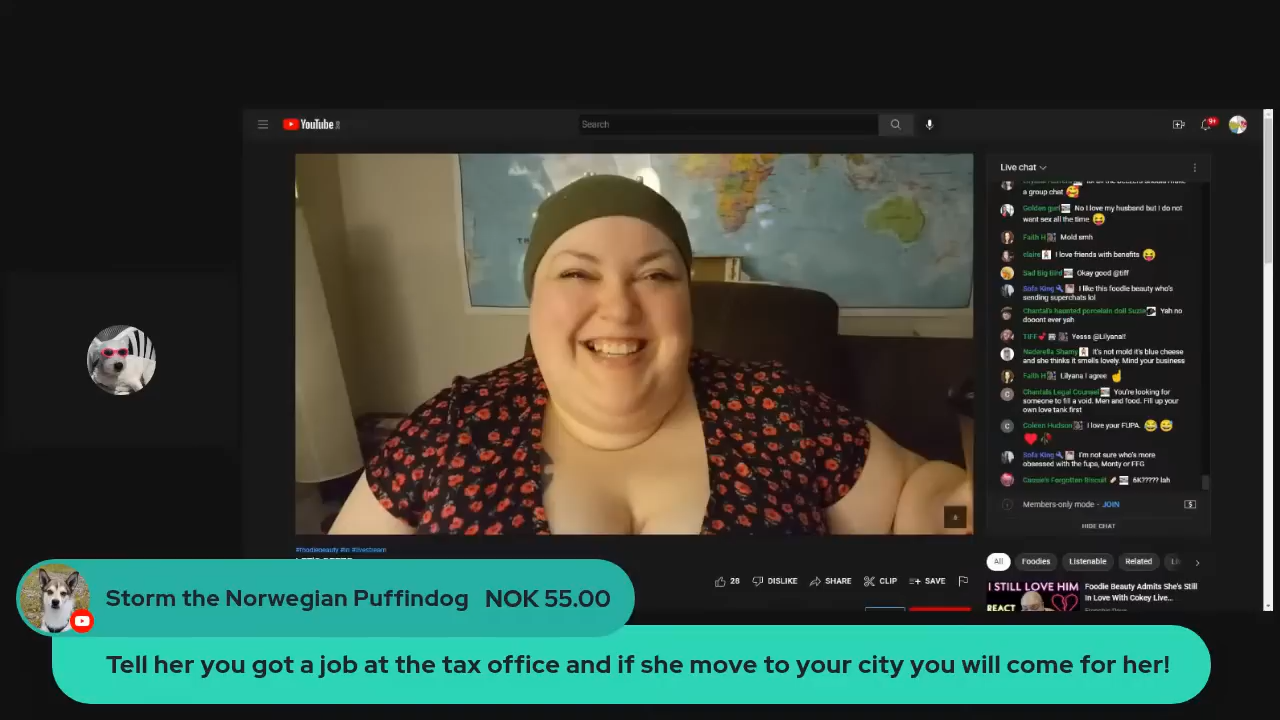 YouTube
Search
9+
Live chat
a group chat
Golden gurl No I love my husband but I do not
want sex all the time
Faith H Mold smh
claire I love friends with benefits
Sad Big Bird Okay good @tiff
Sofa King I like this foodie beauty who's
sending superchats lol
Chantal's haunted porcelain doll Suzie Yah no
dooont ever yah
TIFF Yesss @Lilyana!!
Naderella Shamy It's not mold it's blue cheese
and she thinks it smells lovely. Mind your business
Faith H Lilyana I agree
Chantals Legal Counsel You're looking for
someone to fill a void. Men and food. Fill up your
own love tank first
Coleen Hudson I love your FUPA.
Sofa King I'm not sure who's more
obsessed with the fupa, Monty or FFG
Cassie's Forgotten Biscuit 6K????? lah
Members-only mode - JOIN
HIDE CHAT
#foodiebeauty #in #livestream
28 DISLIKE SHARE CLIP SAVE
All Foodies Listenable Related
I STILL LOVE HIM
REACT
Foodie Beauty Admits She's Still
In Love With Cokey Live...
Storm the Norwegian Puffindog NOK 55.00
Tell her you got a job at the tax office and if she move to your city you will come for her!